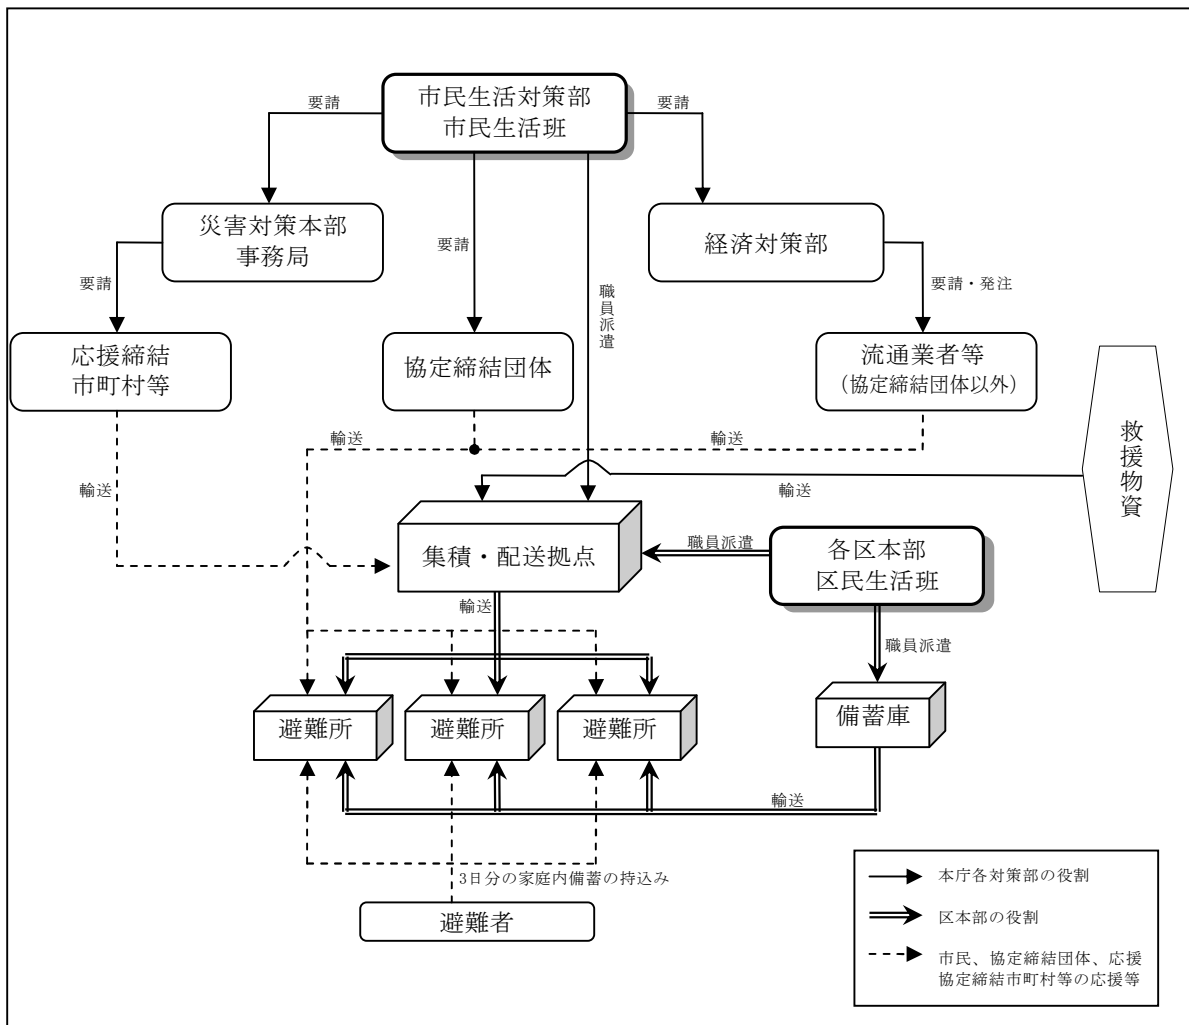 市民生活対策部
市民生活班
要請
要請
災害対策本部
事務局
要請
経済対策部
要請
要請・発注
職員派遣
応援締結
市町村等
協定締結団体
流通業者等
(協定締結団体以外)
救援物資
輸送
輸送
輸送
輸送
集積・配送拠点
職員派遣
各区本部
区民生活班
輸送
職員派遣
避難所
避難所
避難所
備蓄庫
輸送
3日分の家庭内備蓄の持込み
避難者
本庁各対策部の役割
区本部の役割
市民、協定締結団体、応援
協定締結市町村等の応援等